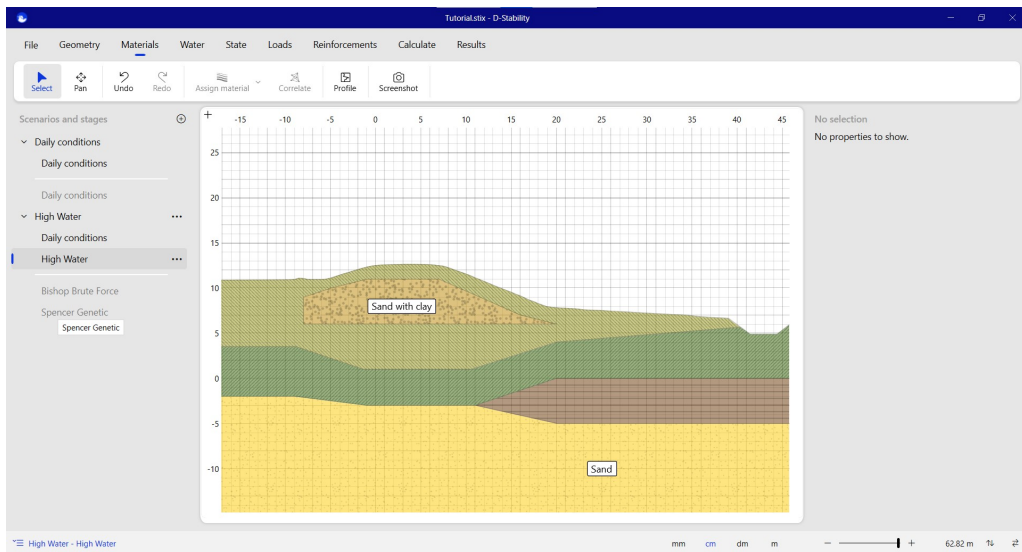 Tutorial.stix - D-Stability
File Geometry Materials Water State Loads Reinforcements Calculate Results
Select Pan Undo Redo Assign material Correlate Profile Screenshot
Scenarios and stages
Daily conditions
Daily conditions
Daily conditions
High Water
Daily conditions
High Water
Bishop Brute Force
Spencer Genetic
Spencer Genetic
-15 -10 -5 0 5 10 15 20 25 30 35 40 45
25
20
15
10
5
0
-5
-10
Sand with clay
Sand
No selection
No properties to show.
High Water - High Water
mm cm dm m
62.82 m